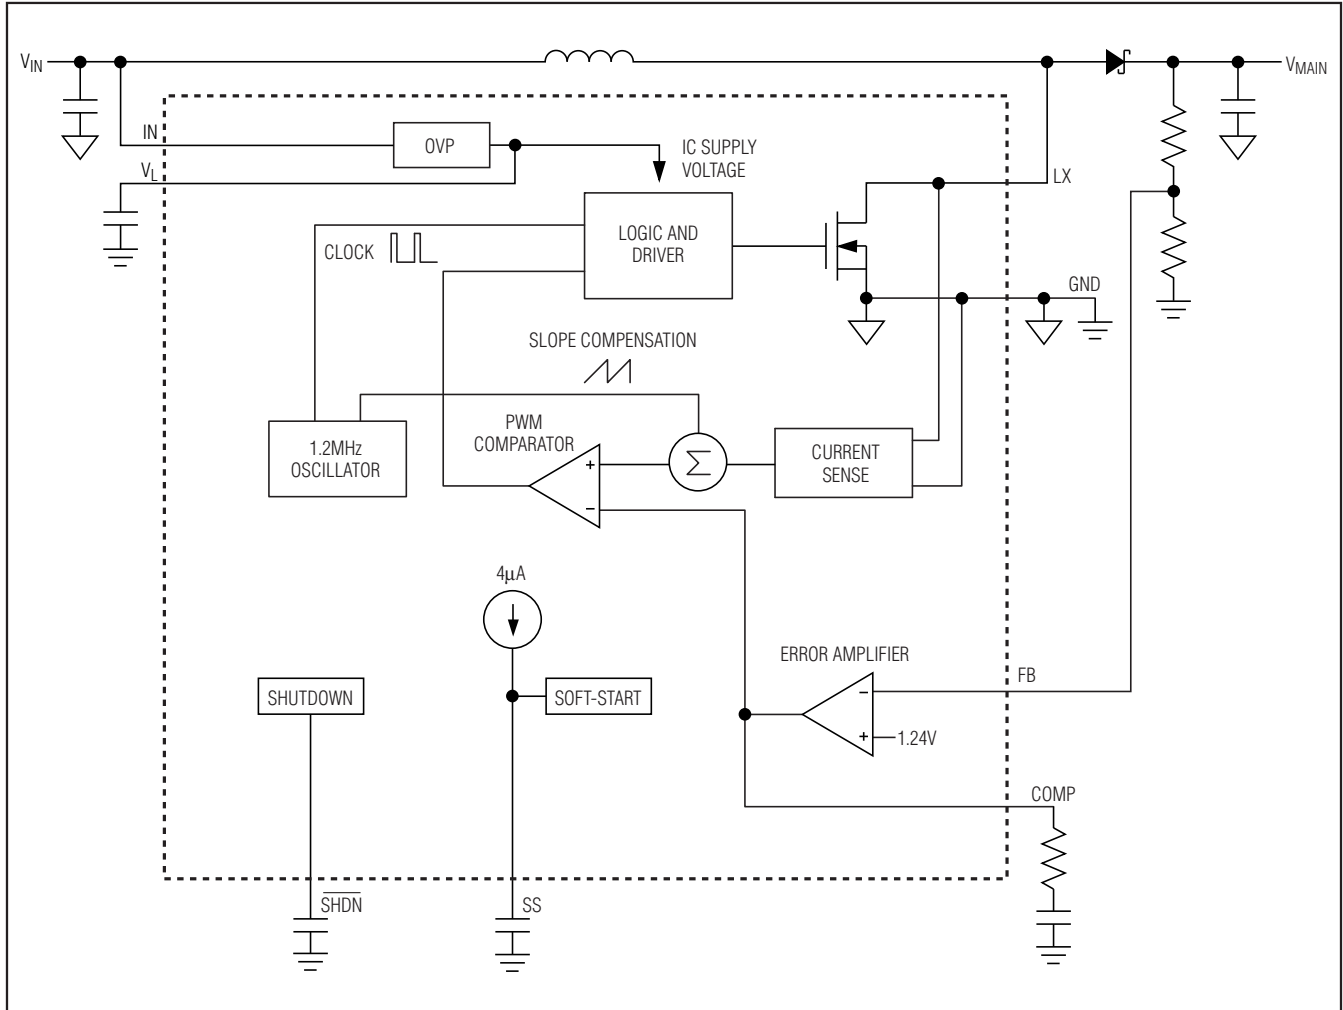 V_IN
V_MAIN
IN
OVP
IC SUPPLY
VOLTAGE
V_L
LX
CLOCK
LOGIC AND
DRIVER
GND
SLOPE COMPENSATION
PWM
COMPARATOR
1.2MHz
OSCILLATOR
+
Σ
CURRENT
SENSE
−
4µA
ERROR AMPLIFIER
FB
SHUTDOWN
SOFT-START
−
+
1.24V
COMP
S̅H̅D̅N̅
SS